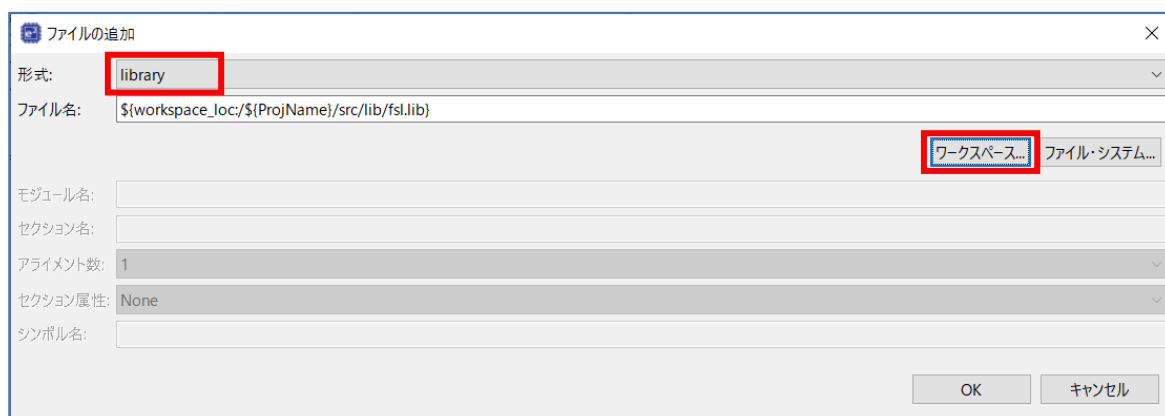 ファイルの追加
形式: library
ファイル名: ${workspace_loc:/${ProjName}/src/lib/fsl.lib}
ワークスペース... ファイル・システム...
モジュール名:
セクション名:
アライメント数: 1
セクション属性: None
シンボル名:
OK キャンセル